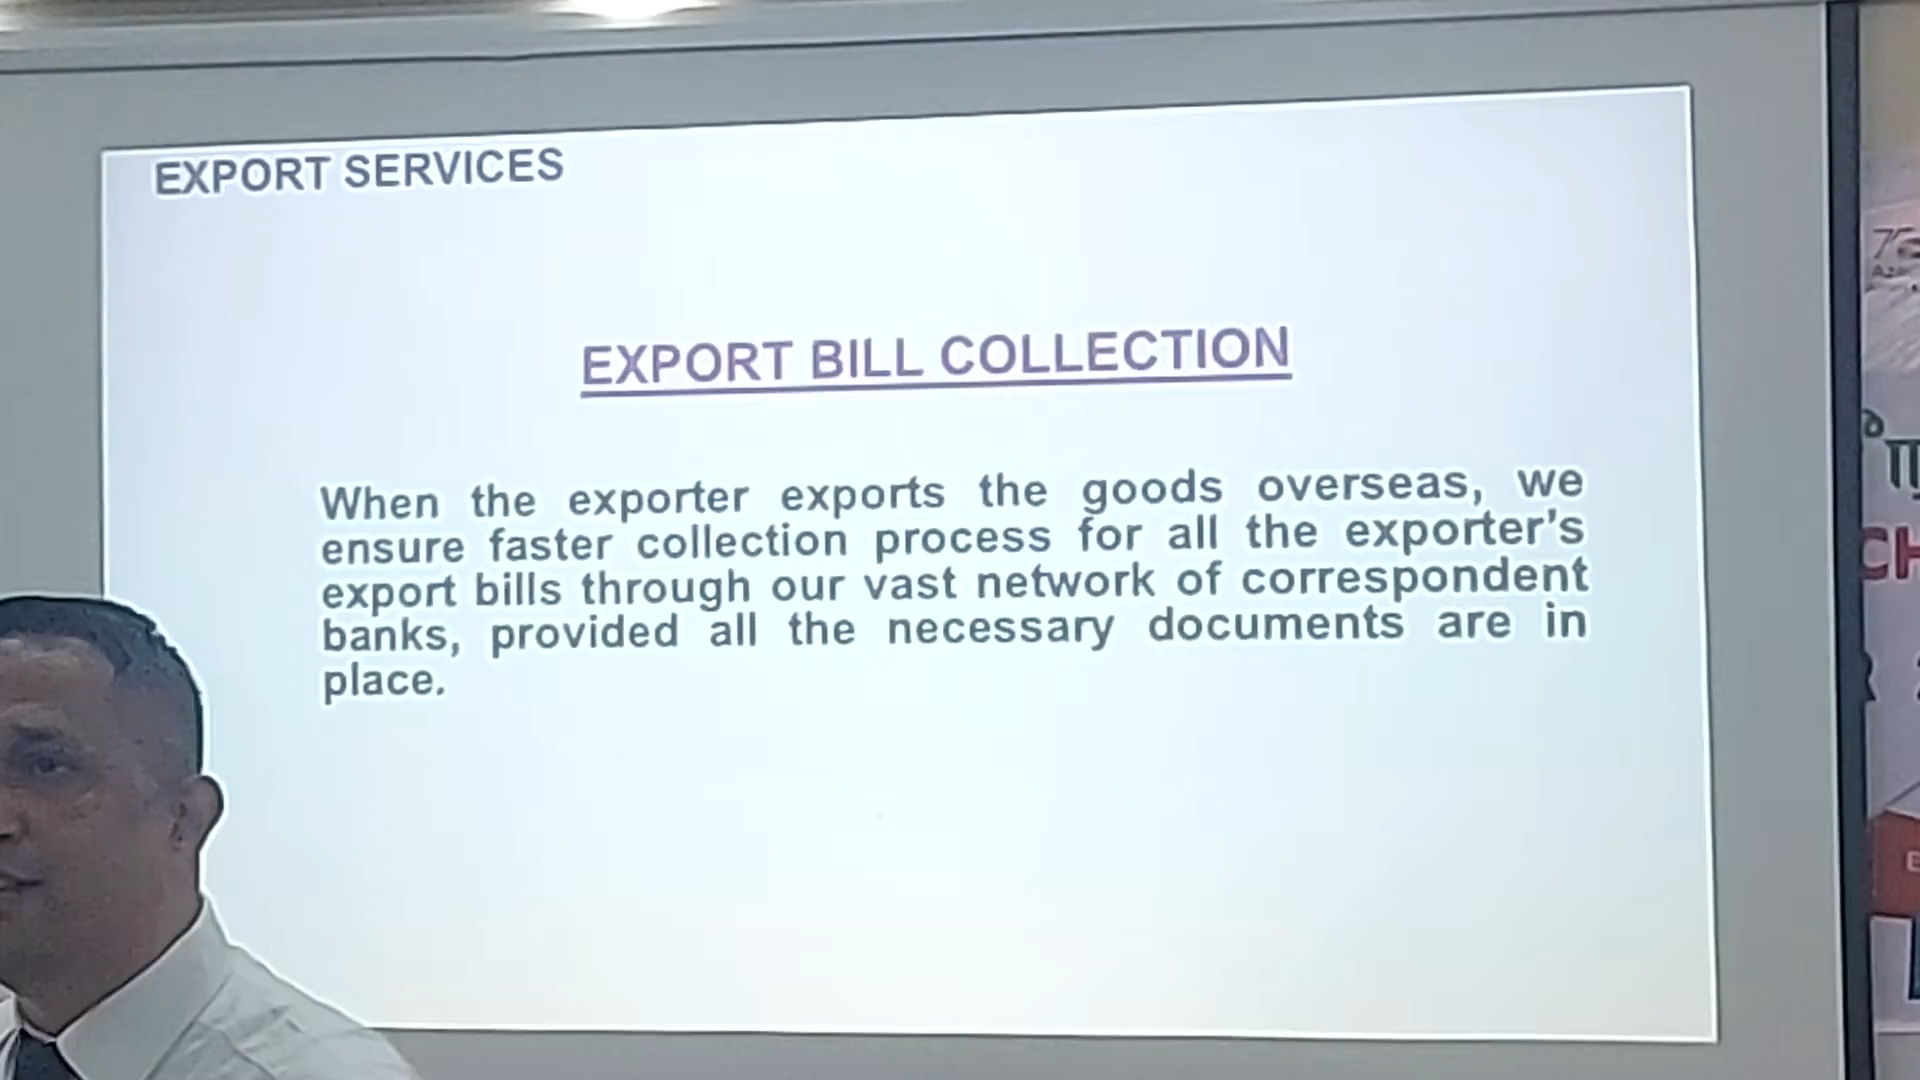 EXPORT SERVICES
EXPORT BILL COLLECTION
When the exporter exports the goods overseas, we
ensure faster collection process for all the exporter's
export bills through our vast network of correspondent
banks, provided all the necessary documents are in
place.